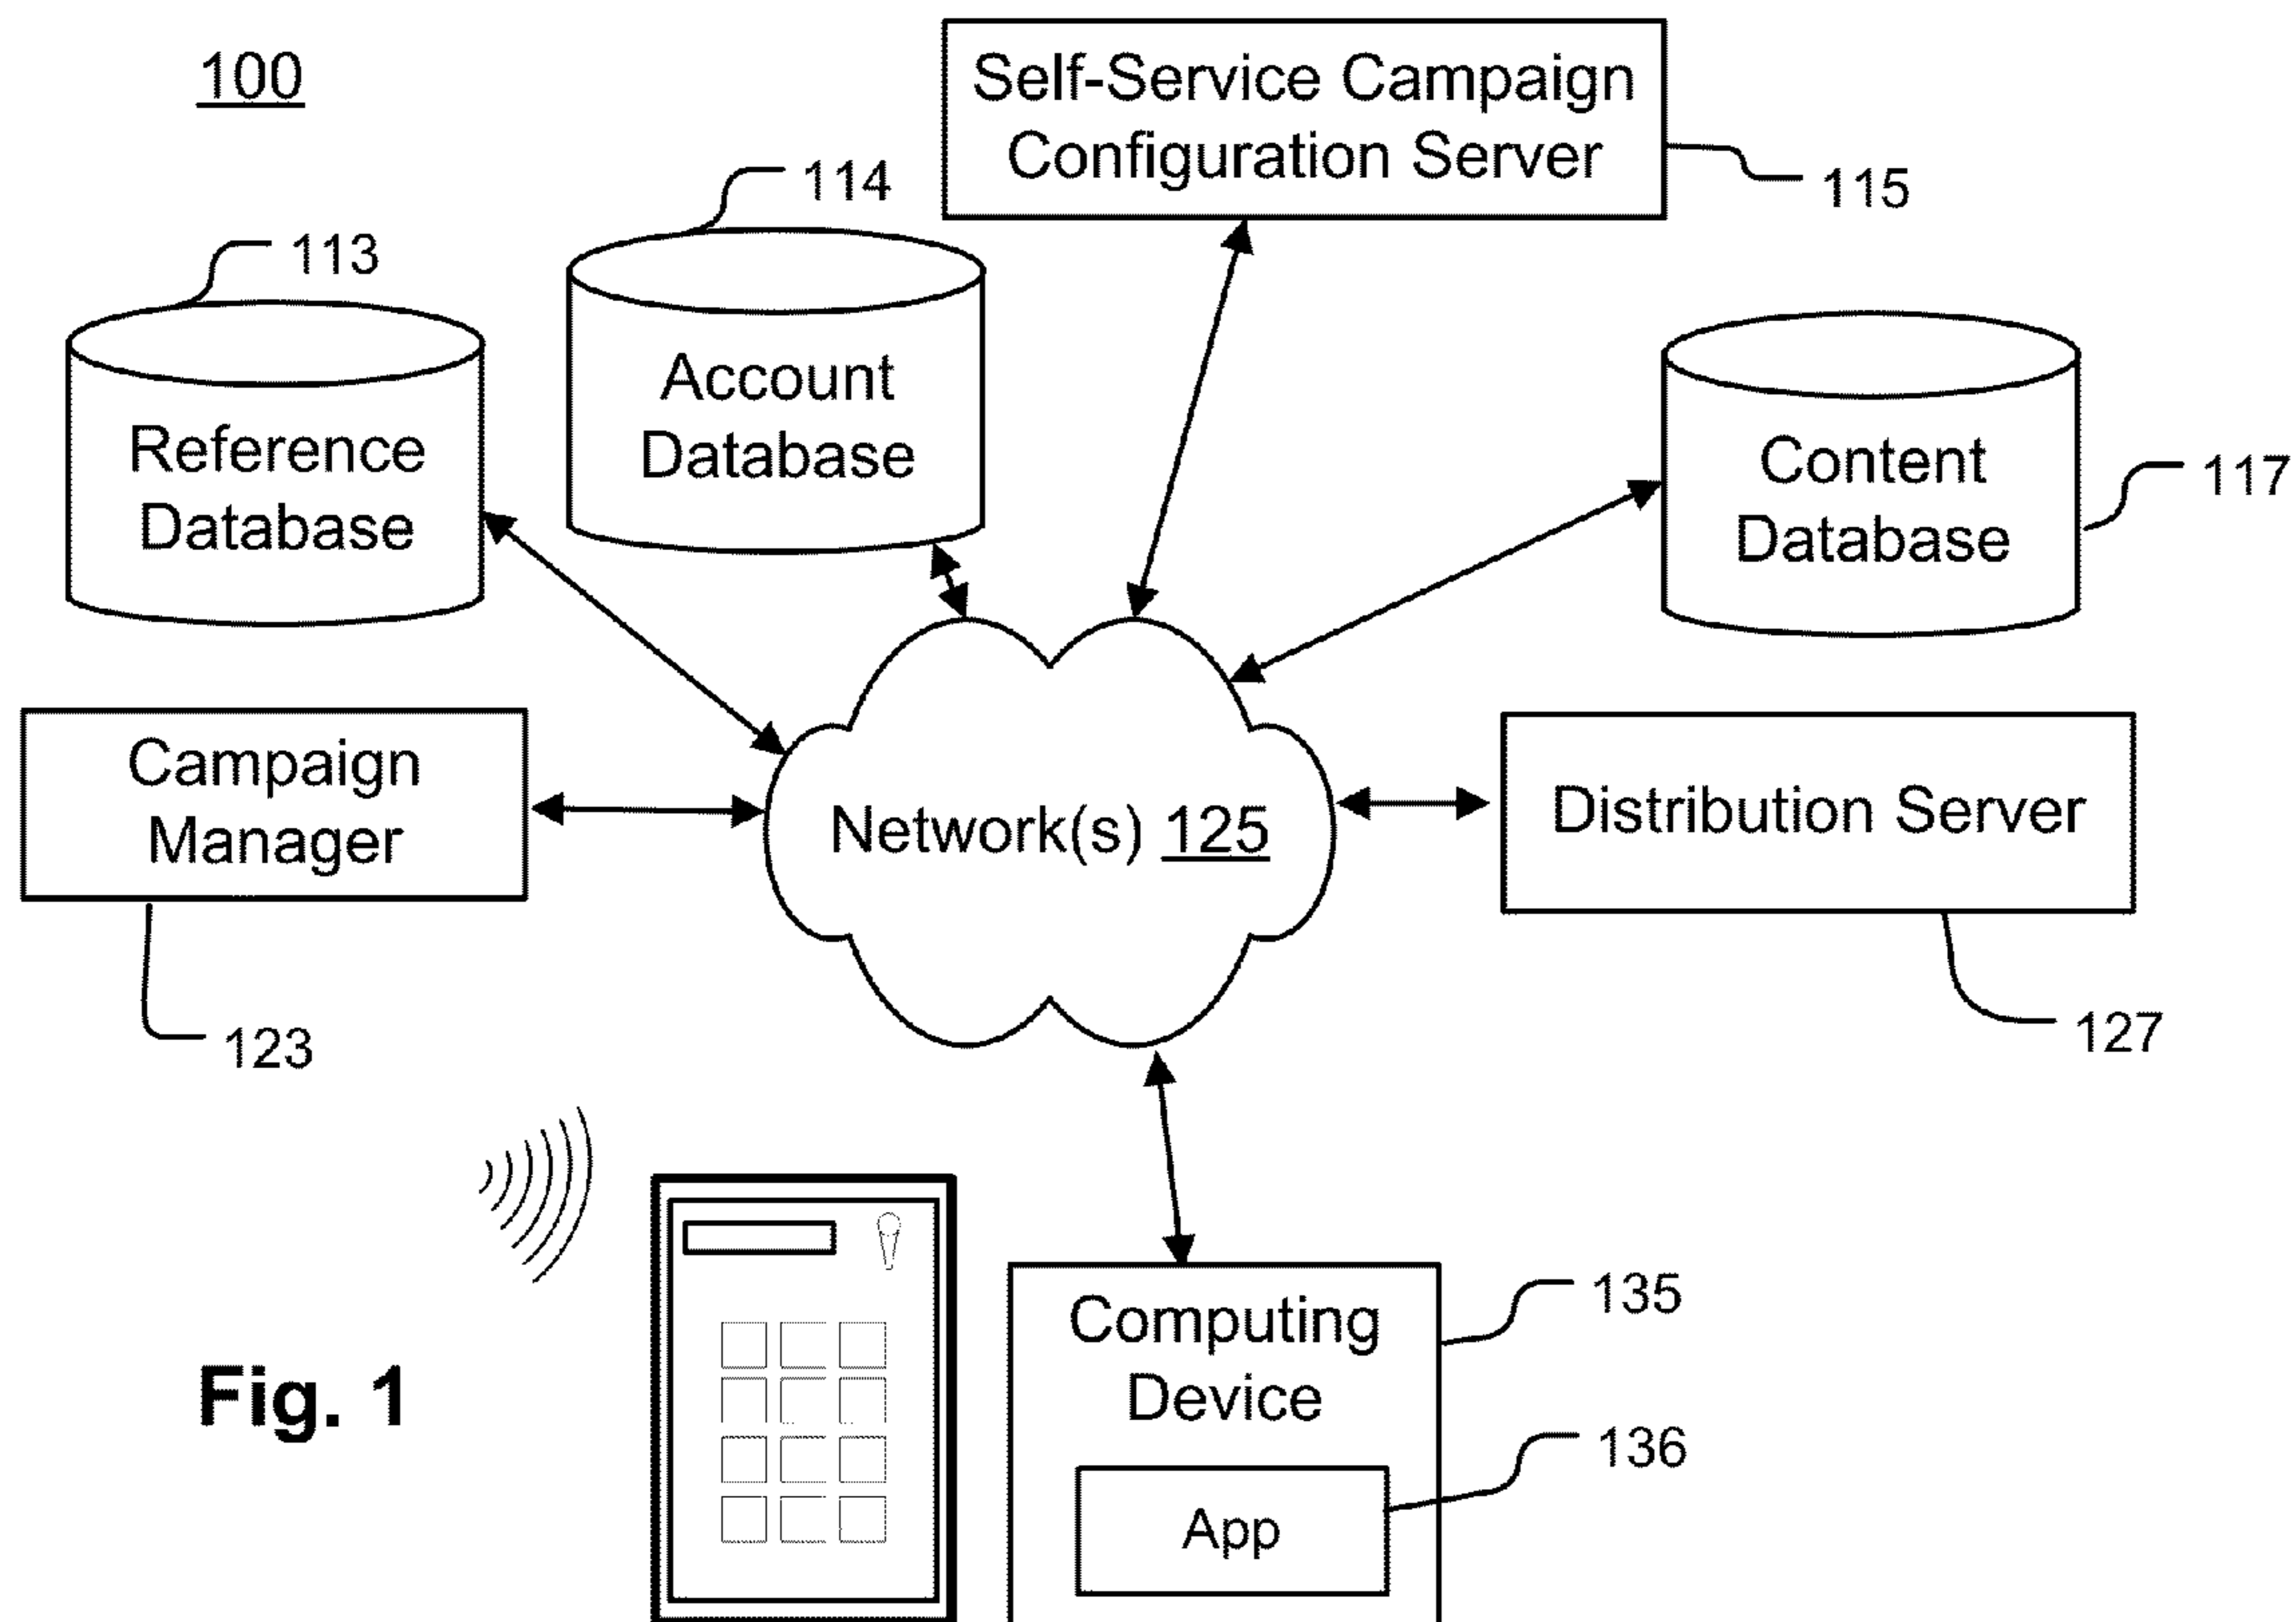 100
Self-Service Campaign
Configuration Server
115
114
113
Account
Database
Reference
Database
Content
Database
117
Campaign
Manager
Network(s) 125
Distribution Server
123
127
Computing
Device
135
App
136
Fig. 1